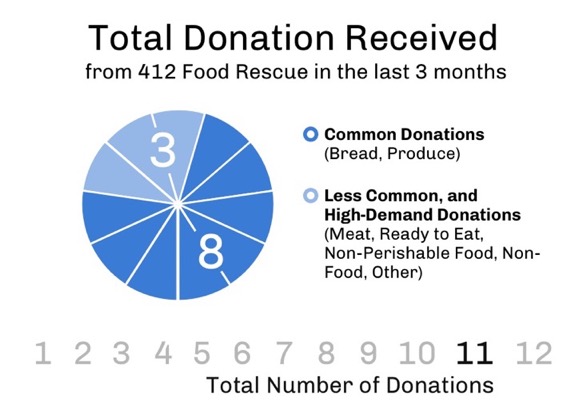 Total Donation Received
from 412 Food Rescue in the last 3 months
3
8
Common Donations
(Bread, Produce)
Less Common, and
High-Demand Donations
(Meat, Ready to Eat,
Non-Perishable Food, Non-
Food, Other)
1 2 3 4 5 6 7 8 9 10 11 12
Total Number of Donations